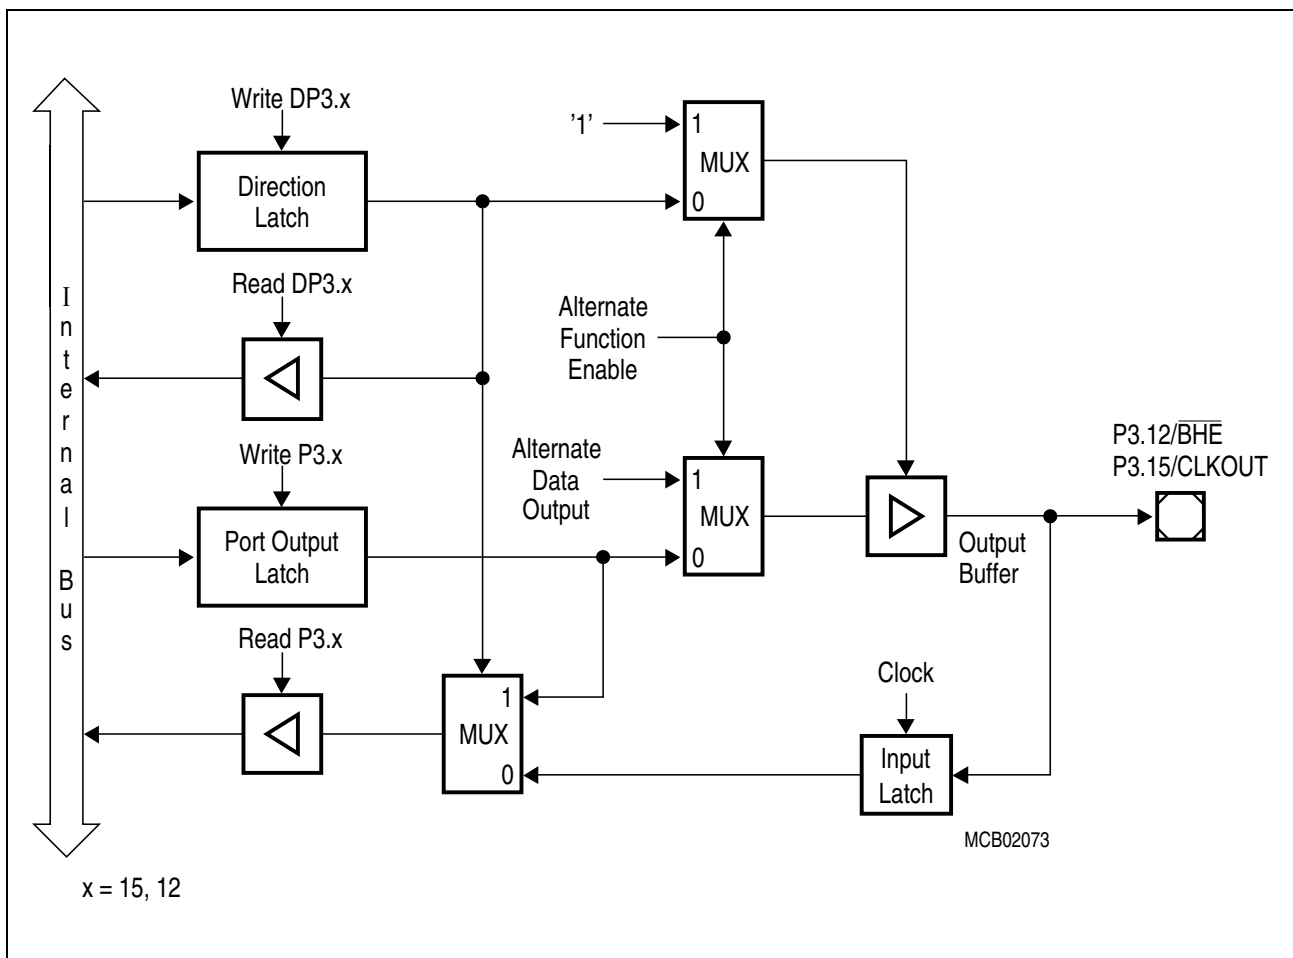 Write DP3.x
'1'
1
MUX
0
Direction
Latch
Read DP3.x
Internal Bus
Alternate
Function
Enable
Write P3.x
Alternate
Data
Output
1
MUX
0
P3.12/B̅H̅E̅
P3.15/CLKOUT
Port Output
Latch
Output
Buffer
Read P3.x
1
MUX
0
Clock
Input
Latch
MCB02073
x = 15, 12